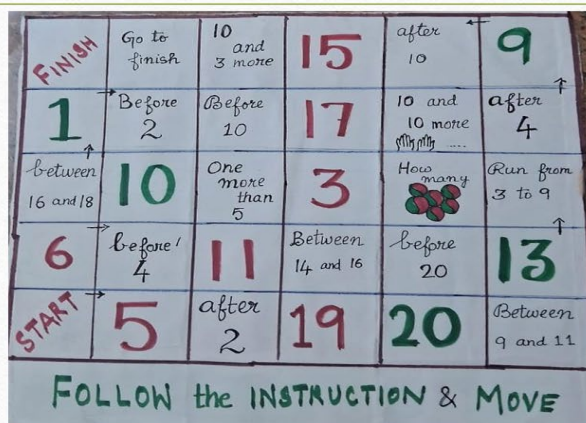 FINISH
Go to
finish
10
and
3 more
15
after
10
9
1
Before
2
Before
10
17
10 and
10 more
.....
after
4
between
16 and 18
10
One
more
than
5
3
How
many
Run from
3 to 9
6
before
4
11
Between
14 and 16
before
20
13
START
5
after
2
19
20
Between
9 and 11
FOLLOW the INSTRUCTION & MOVE